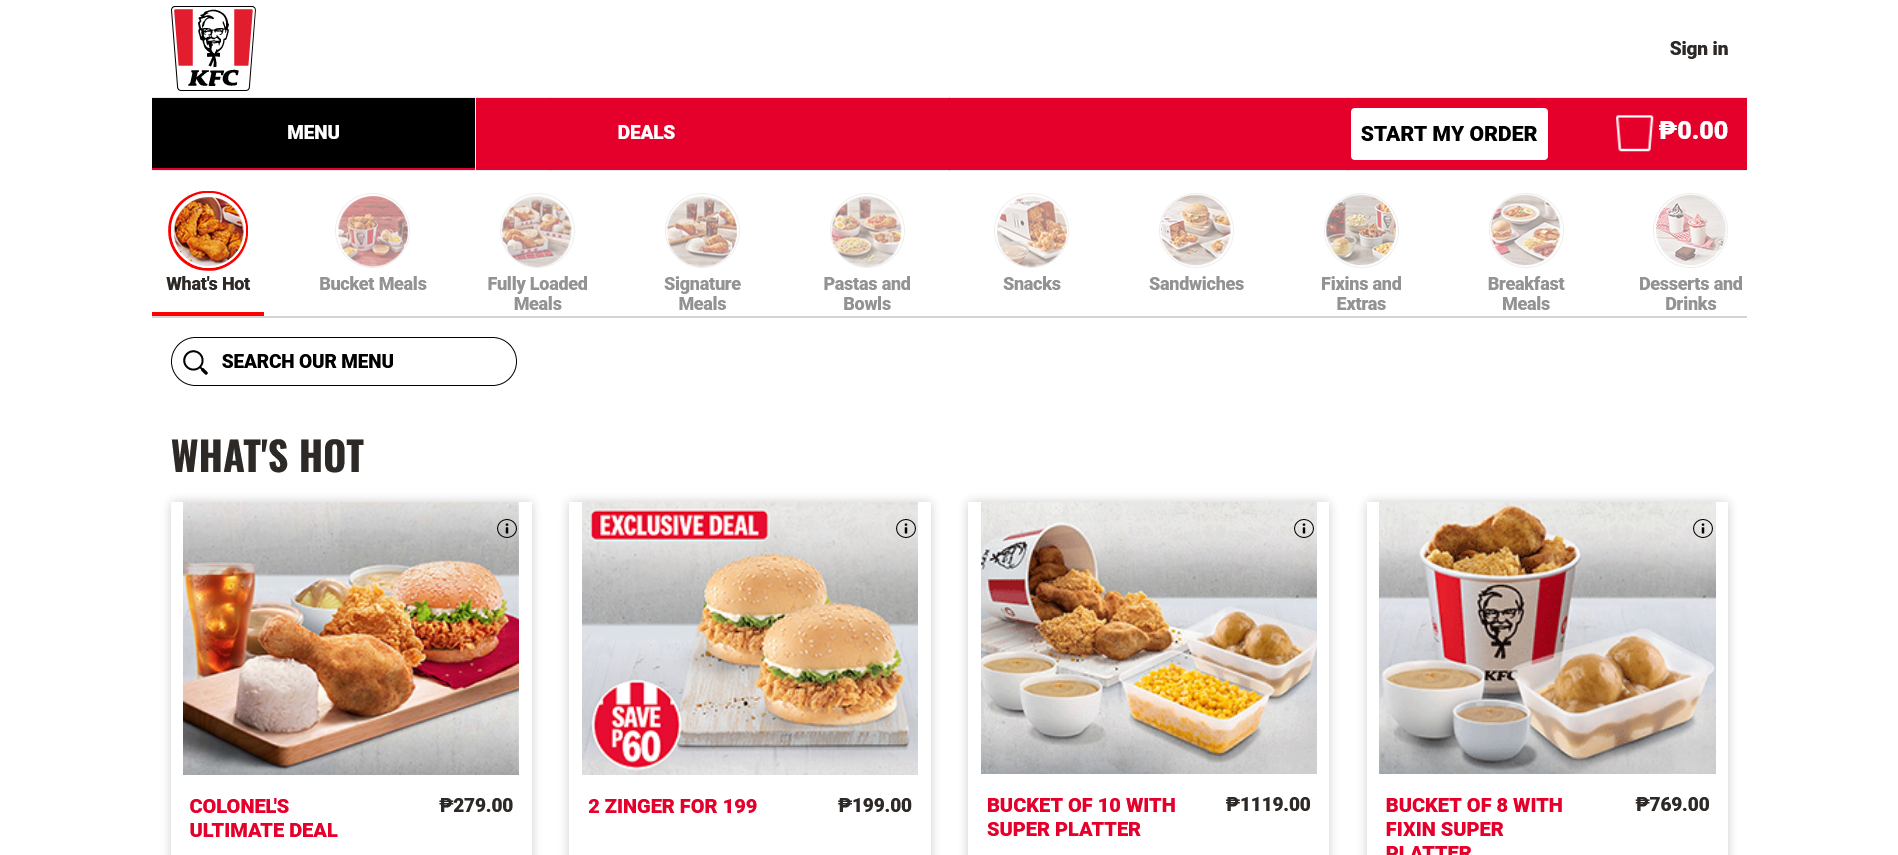 KFC
Sign in
MENU
DEALS
START MY ORDER
₱0.00
What's Hot
Bucket Meals
Fully Loaded
Meals
Signature
Meals
Pastas and
Bowls
Snacks
Sandwiches
Fixins and
Extras
Breakfast
Meals
Desserts and
Drinks
SEARCH OUR MENU
WHAT'S HOT
EXCLUSIVE DEAL
SAVE
₱60
KFC
COLONEL'S
ULTIMATE DEAL
₱279.00
2 ZINGER FOR 199
₱199.00
BUCKET OF 10 WITH
SUPER PLATTER
₱1119.00
BUCKET OF 8 WITH
FIXIN SUPER
PLATTER
₱769.00